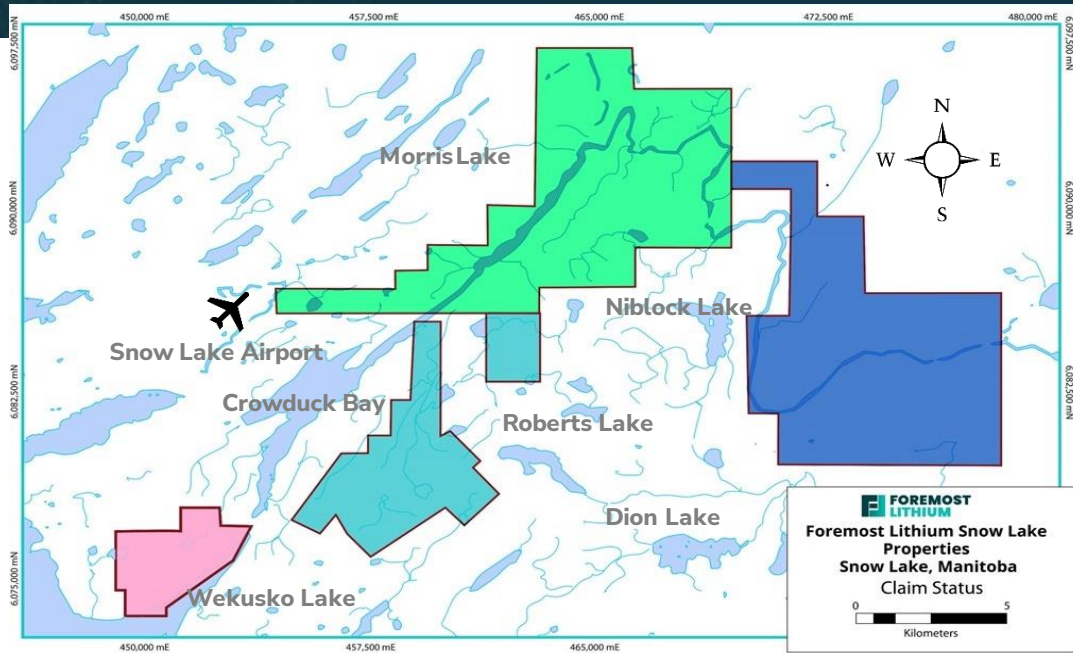 450,000 mE
457,500 mE
465,000 mE
472,500 mE
480,000 mE
6,097,500 mN
6,097,500 mN
N
W
E
S
Morris Lake
6,090,000 mN
6,090,000 mN
Niblock Lake
Snow Lake Airport
Crowduck Bay
6,082,500 mN
6,082,500 mN
Roberts Lake
Dion Lake
FOREMOST
LITHIUM
Foremost Lithium Snow Lake
Properties
Snow Lake, Manitoba
Claim Status
0
5
Kilometers
6,075,000 mN
Wekusko Lake
450,000 mE
457,500 mE
465,000 mE